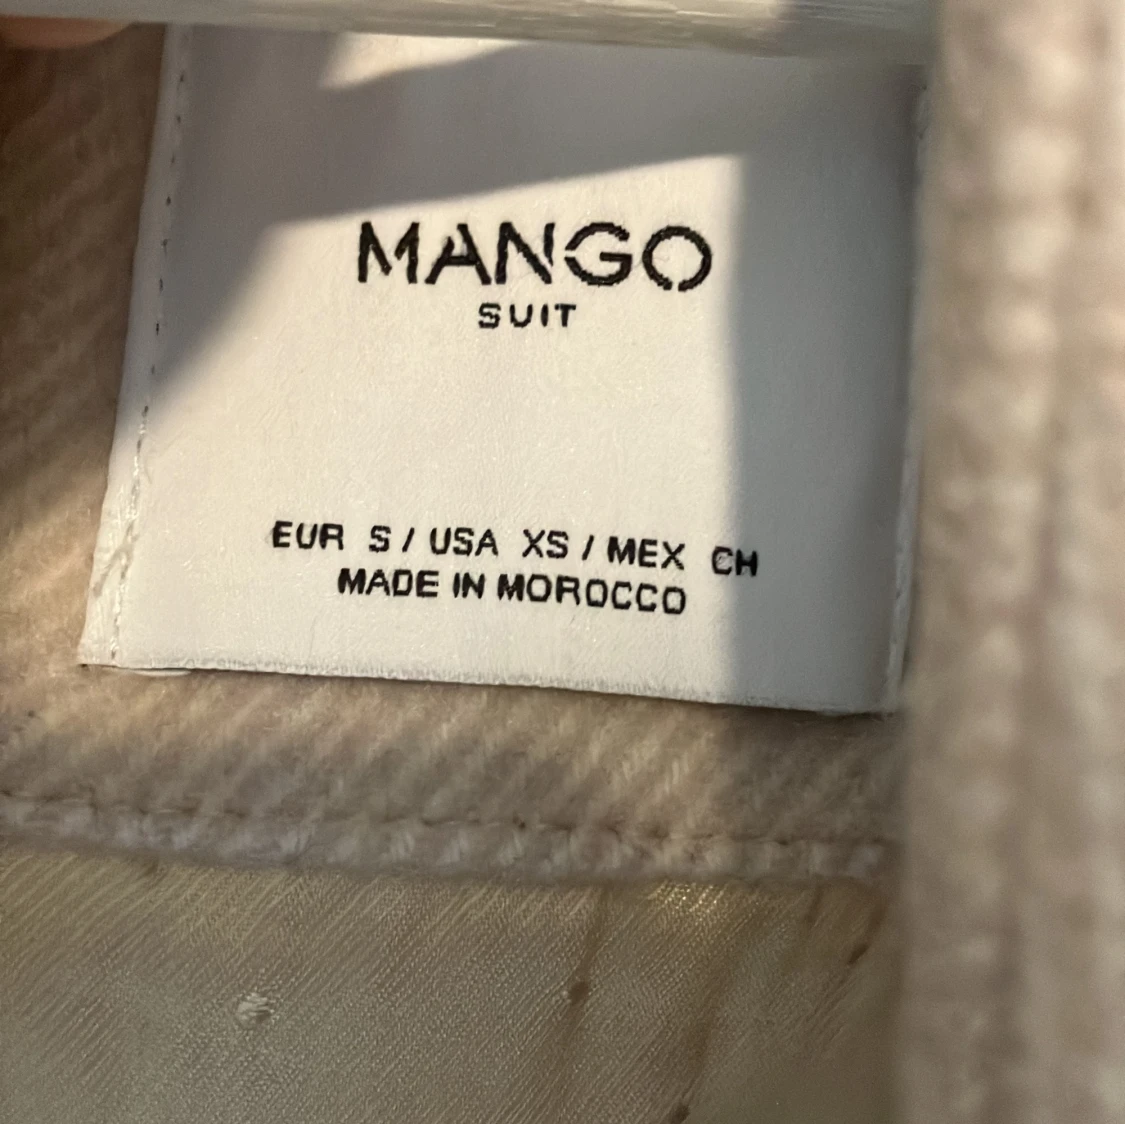 MANGO
SUIT
EUR S / USA XS / MEX CH
MADE IN MOROCCO